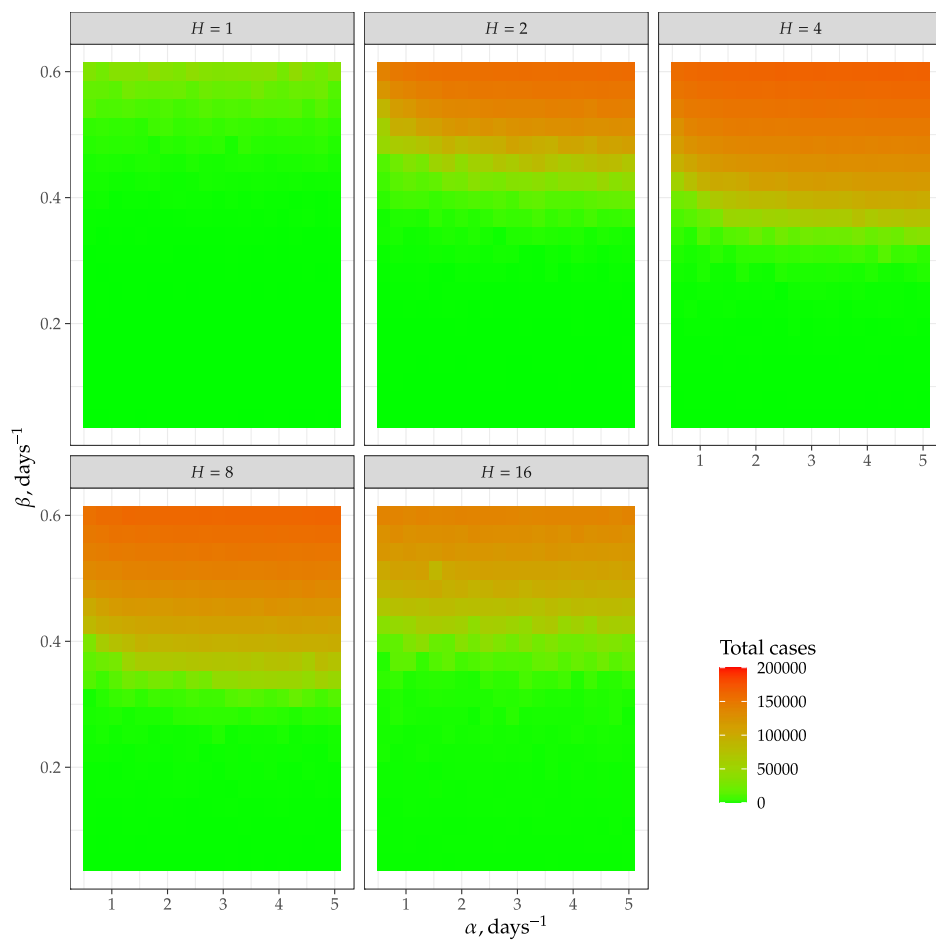 H = 1
H = 2
H = 4
0.6
0.4
0.2
1 2 3 4 5
β, days⁻¹
H = 8
H = 16
0.6
0.4
0.2
1 2 3 4 5
1 2 3 4 5
α, days⁻¹
Total cases
200000
150000
100000
50000
0